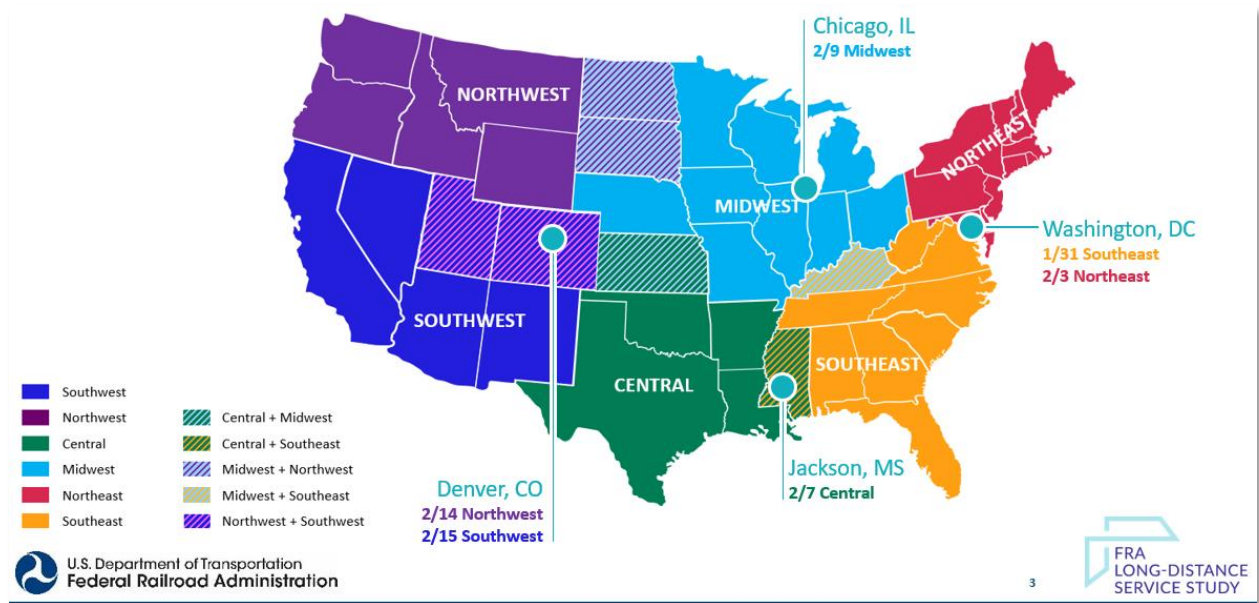 Chicago, IL
2/9 Midwest
NORTHWEST
NORTHEAST
MIDWEST
Washington, DC
1/31 Southeast
2/3 Northeast
SOUTHWEST
SOUTHEAST
CENTRAL
Southwest
Northwest
Central
Midwest
Northeast
Southeast
Central + Midwest
Central + Southeast
Midwest + Northwest
Midwest + Southeast
Northwest + Southwest
Denver, CO
2/14 Northwest
2/15 Southwest
Jackson, MS
2/7 Central
U.S. Department of Transportation
Federal Railroad Administration
3
FRA
LONG-DISTANCE
SERVICE STUDY